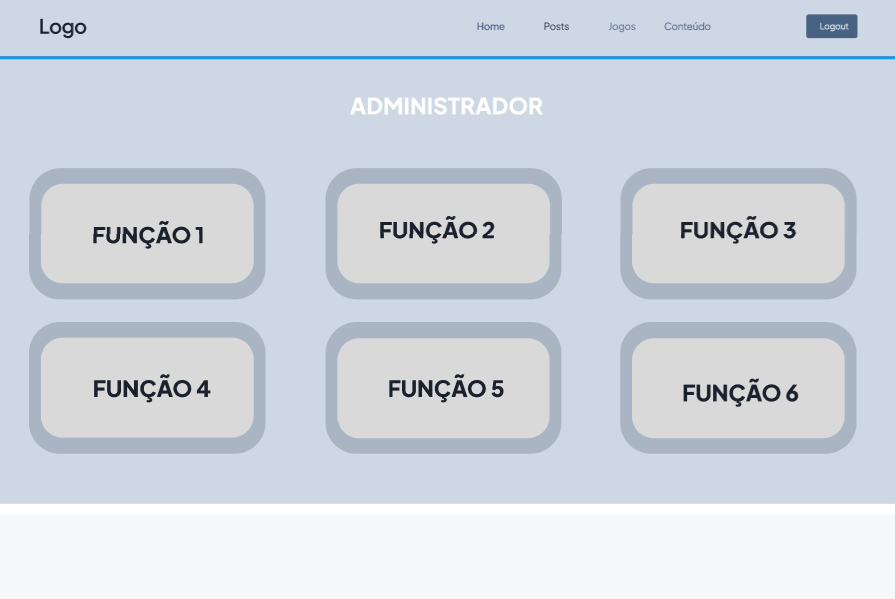 Logo
Home
Posts
Jogos
Conteúdo
Logout
ADMINISTRADOR
FUNÇÃO 1
FUNÇÃO 2
FUNÇÃO 3
FUNÇÃO 4
FUNÇÃO 5
FUNÇÃO 6